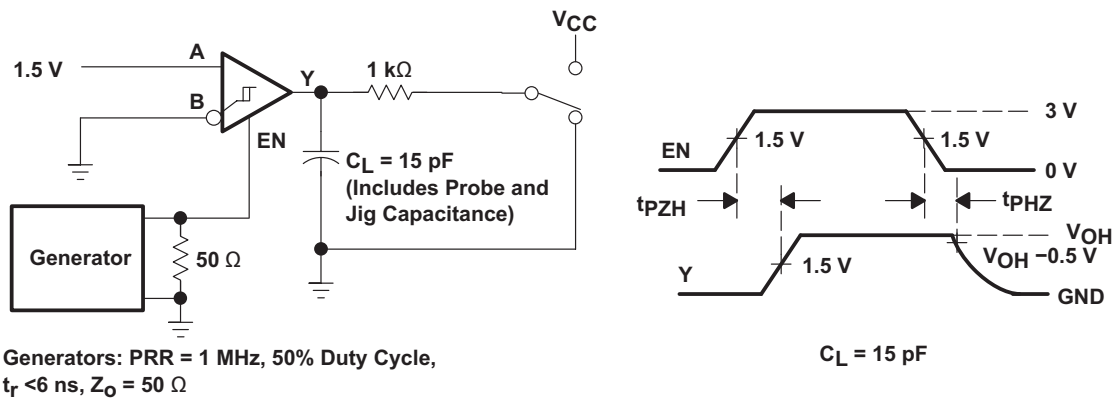 VCC
A
1.5 V
Y
1 kΩ
B
EN
CL = 15 pF
(Includes Probe and
Jig Capacitance)
Generator
50 Ω
Generators: PRR = 1 MHz, 50% Duty Cycle,
tr <6 ns, Zo = 50 Ω
3 V
1.5 V
1.5 V
EN
0 V
tPZH
tPHZ
VOH
VOH −0.5 V
1.5 V
Y
GND
CL = 15 pF